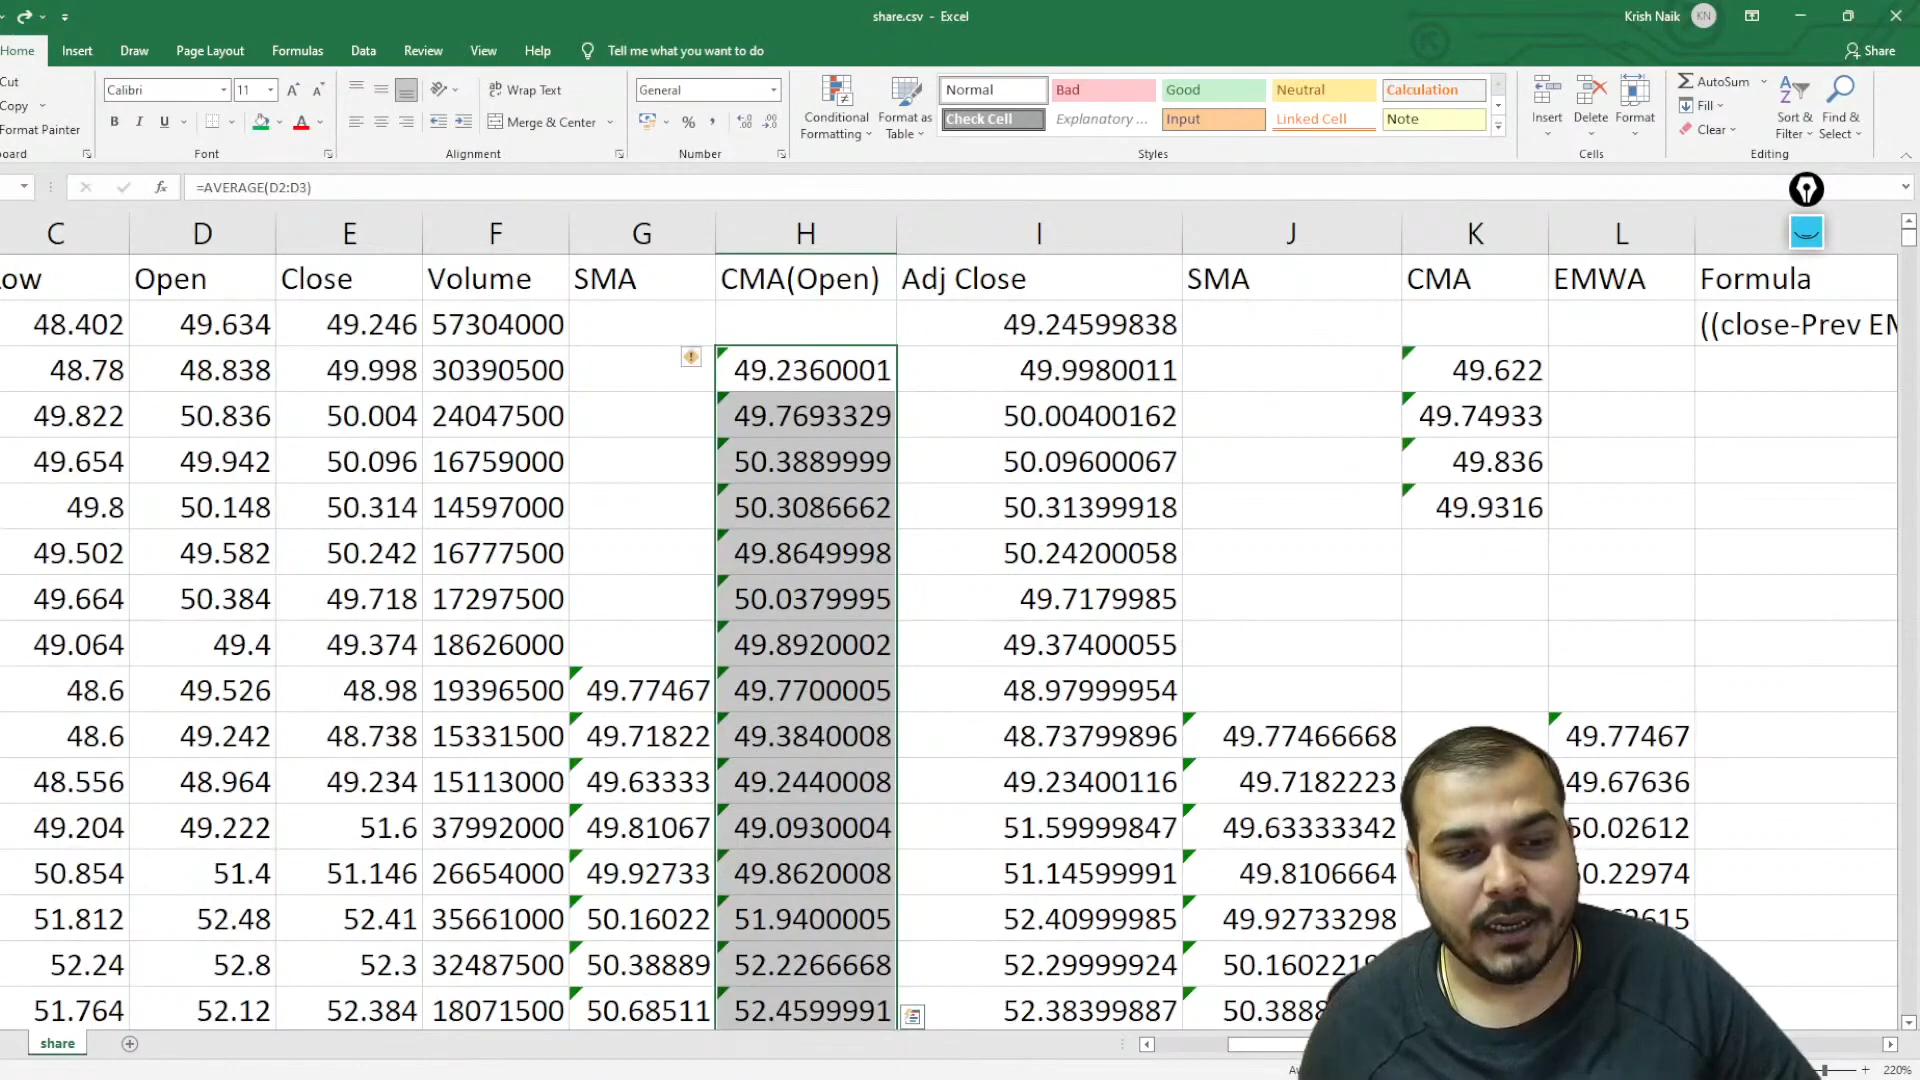 share.csv - Excel
Krish Naik
KN
Home Insert Draw Page Layout Formulas Data Review View Help Tell me what you want to do
Share
Cut
Copy
Format Painter
Calibri 11
B I U
Wrap Text
Merge & Center
General
Conditional Formatting
Format as Table
Normal Bad Good Neutral Calculation
Check Cell Explanatory ... Input Linked Cell Note
Insert Delete Format
AutoSum
Fill
Clear
Sort & Filter
Find & Select
Font Alignment Number Styles Cells Editing
fx =AVERAGE(D2:D3)
C D E F G H I J K L
ow Open Close Volume SMA CMA(Open) Adj Close SMA CMA EMWA Formula
48.402 49.634 49.246 57304000 49.24599838 ((close-Prev EM
48.78 48.838 49.998 30390500 49.2360001 49.9980011 49.622
49.822 50.836 50.004 24047500 49.7693329 50.00400162 49.74933
49.654 49.942 50.096 16759000 50.3889999 50.09600067 49.836
49.8 50.148 50.314 14597000 50.3086662 50.31399918 49.9316
49.502 49.582 50.242 16777500 49.8649998 50.24200058
49.664 50.384 49.718 17297500 50.0379995 49.7179985
49.064 49.4 49.374 18626000 49.8920002 49.37400055
48.6 49.526 48.98 19396500 49.77467 49.7700005 48.97999954
48.6 49.242 48.738 15331500 49.71822 49.3840008 48.73799896 49.77466668 49.77467
48.556 48.964 49.234 15113000 49.63333 49.2440008 49.23400116 49.7182223 49.67636
49.204 49.222 51.6 37992000 49.81067 49.0930004 51.59999847 49.63333342 50.02612
50.854 51.4 51.146 26654000 49.92733 49.8620008 51.14599991 49.8106664 50.22974
51.812 52.48 52.41 35661000 50.16022 51.9400005 52.40999985 49.92733298
52.24 52.8 52.3 32487500 50.38889 52.2266668 52.29999924
51.764 52.12 52.384 18071500 50.68511 52.4599991 52.38399887
share
220%